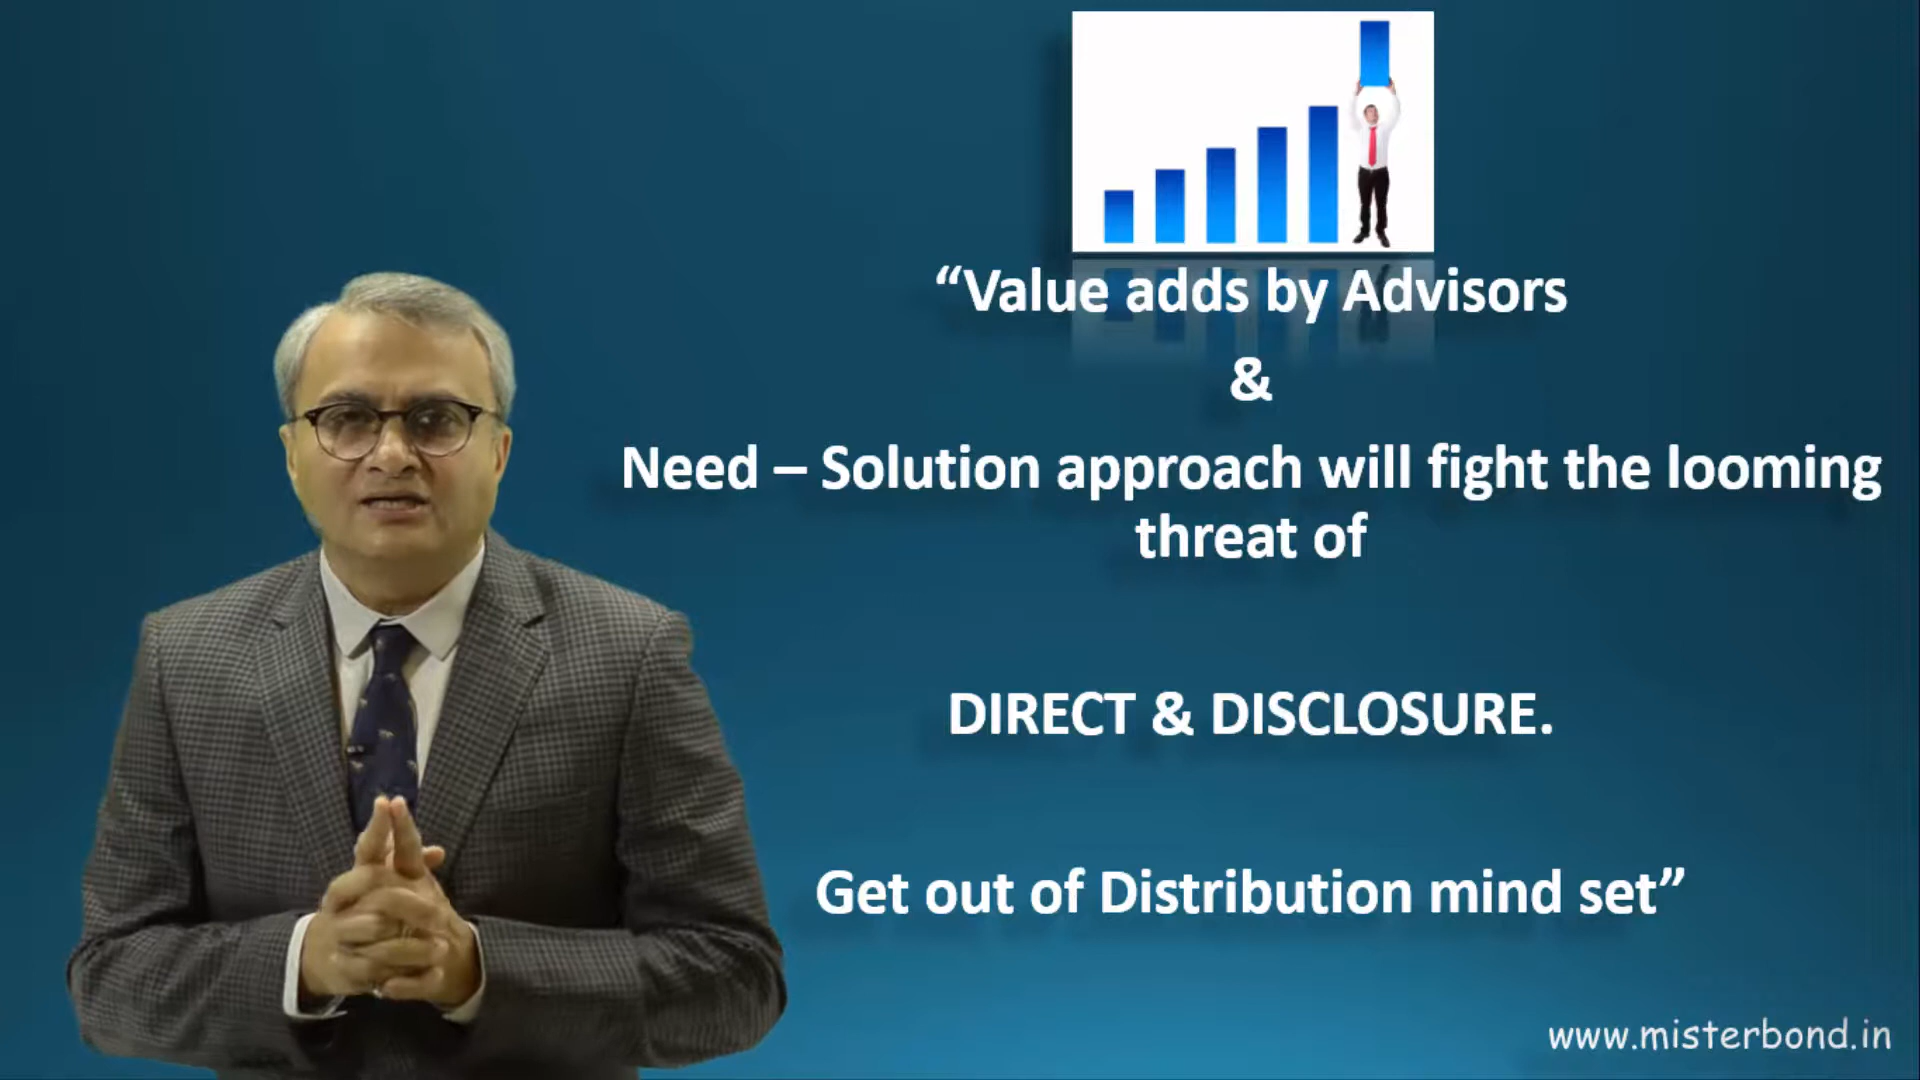 “Value adds by Advisors
&
Need – Solution approach will fight the looming
threat of
DIRECT & DISCLOSURE.
Get out of Distribution mind set”
www.misterbond.in